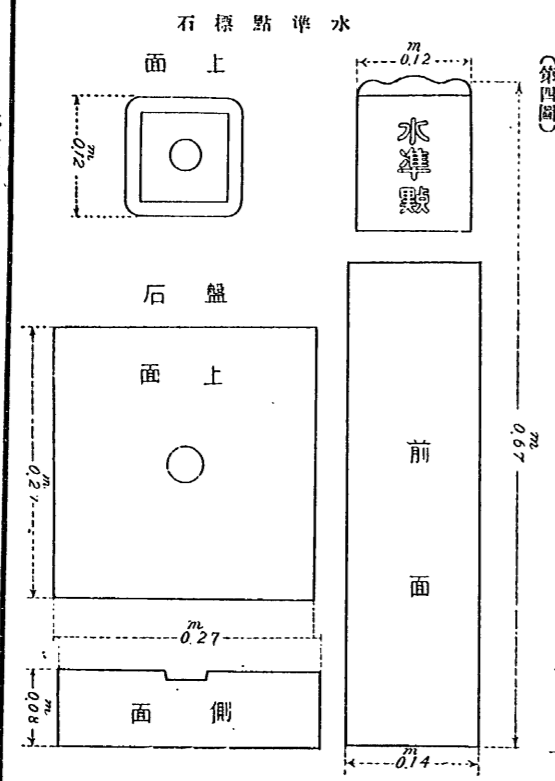 (第四圖)
水準點標石
上面
0.12 m
0.12 m
水準點
0.67 m
前面
0.14 m
盤石
上面
0.27 m
0.27 m
側面
0.08 m